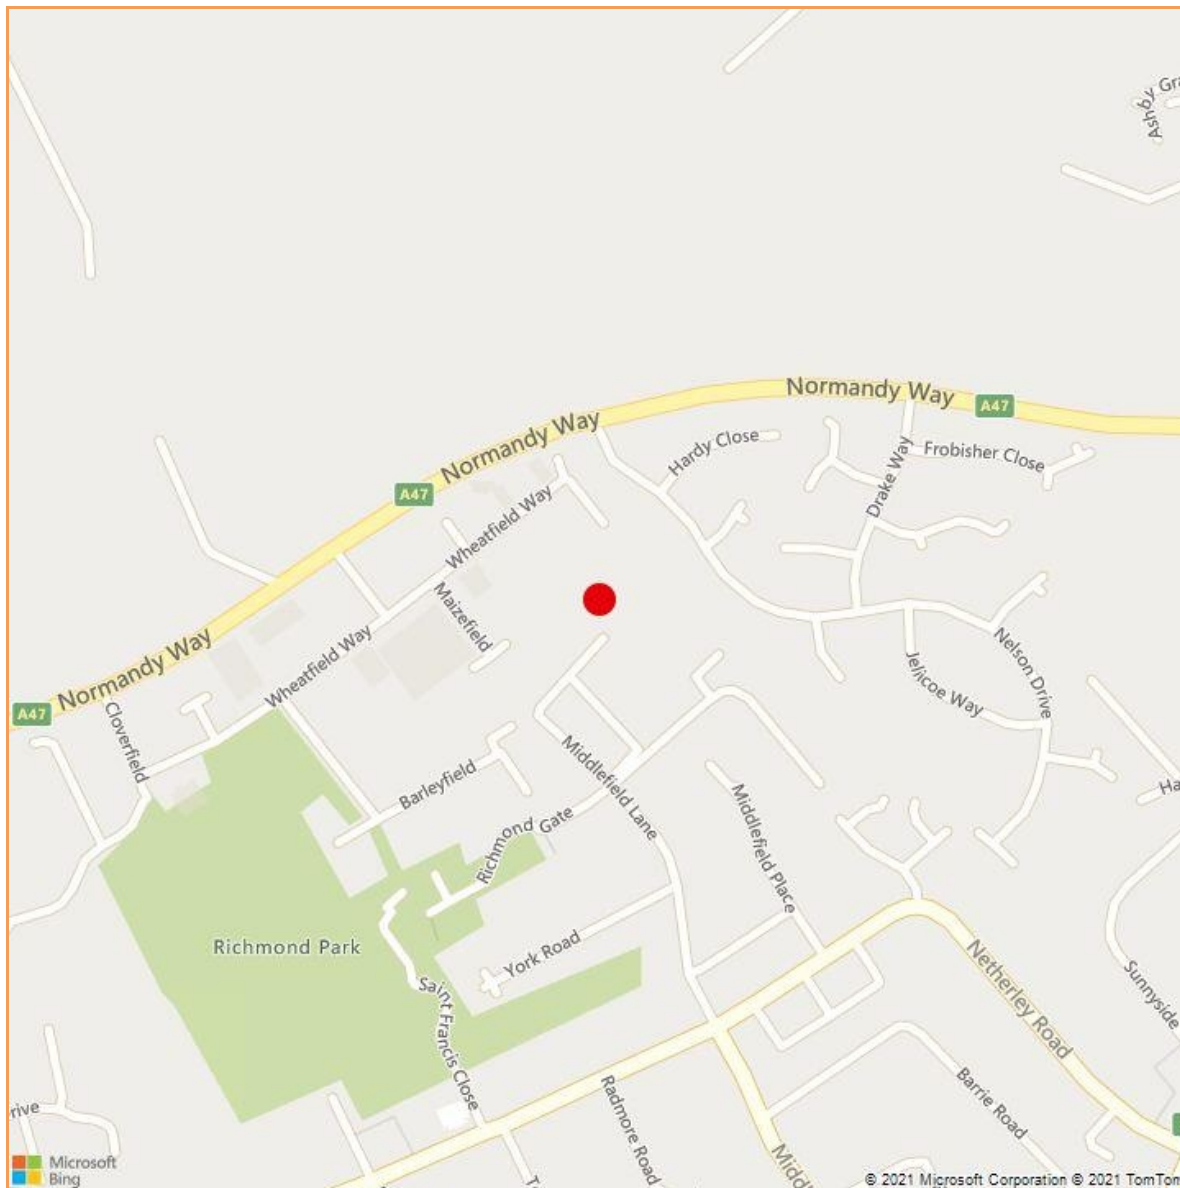 Ashby Gra
Normandy Way
A47
Hardy Close
Normandy Way
Frobisher Close
Drake Way
A47
Wheatfield Way
Maizefield
Normandy Way
Wheatfield Way
A47
Cloverfield
Nelson Drive
Jellicoe Way
Barleyfield
Middlefield Lane
Richmond Gate
Middlefield Place
Ha
Richmond Park
York Road
Saint Francis Close
Netherley Road
Sunnyside
Radmore Road
Barrie Road
rive
Midd
T
Microsoft
Bing
© 2021 Microsoft Corporation © 2021 TomTom